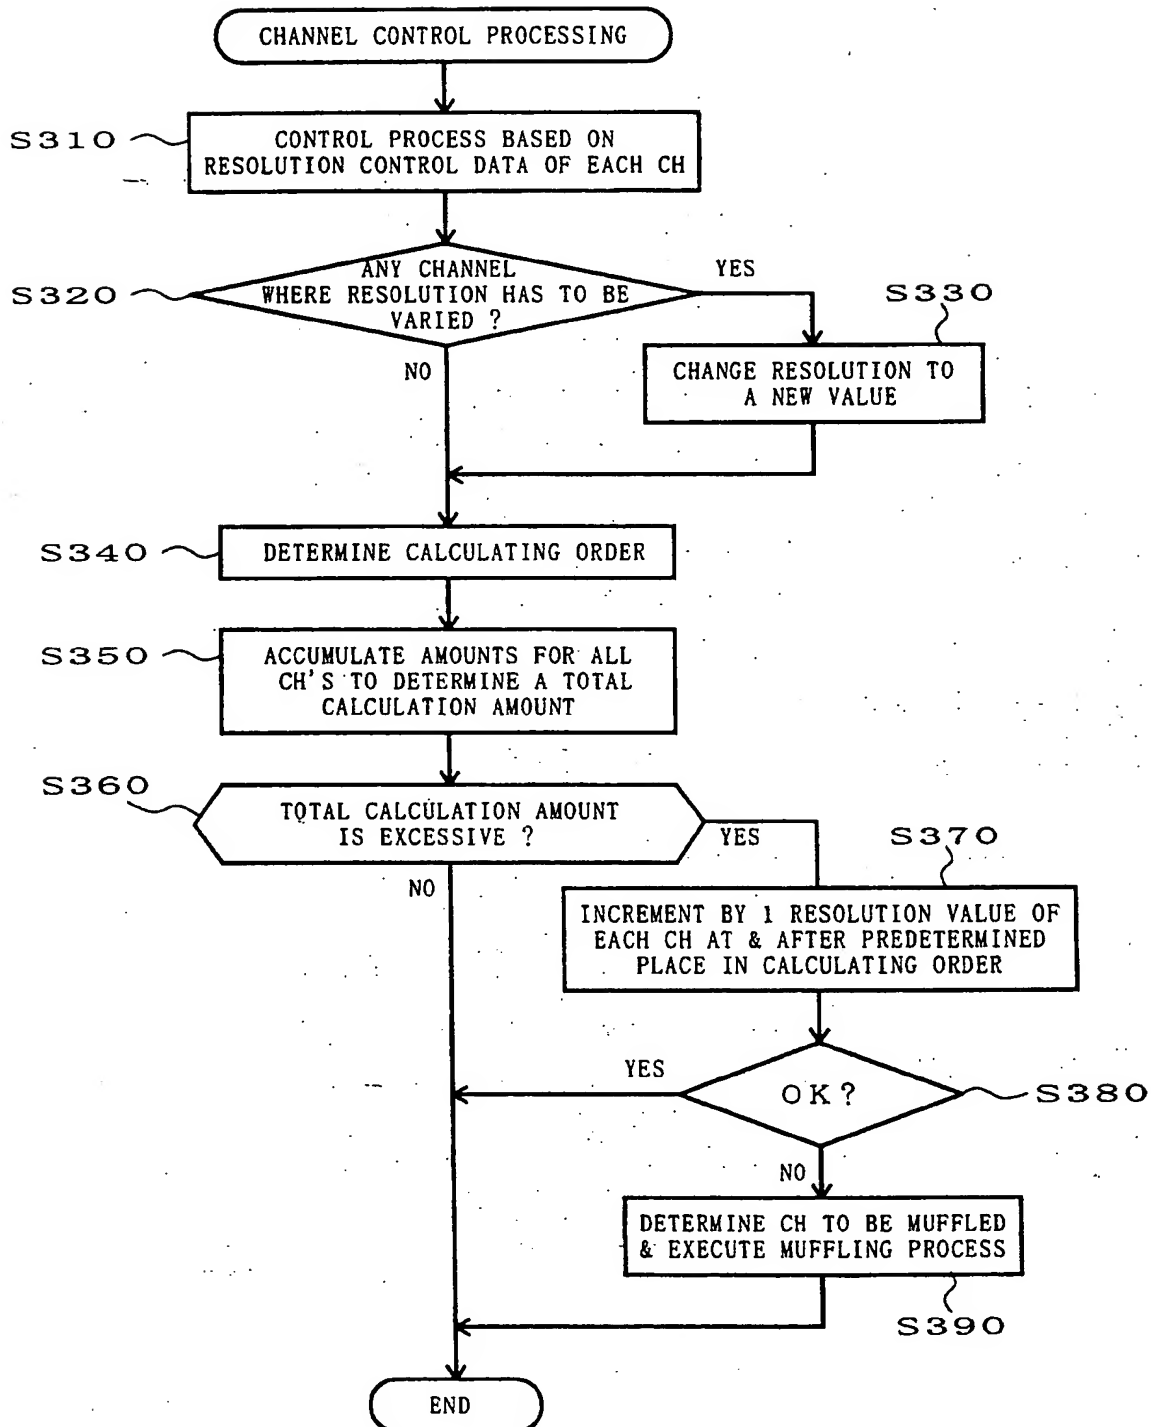 CHANNEL CONTROL PROCESSING
S310
CONTROL PROCESS BASED ON
RESOLUTION CONTROL DATA OF EACH CH
S320
ANY CHANNEL
WHERE RESOLUTION HAS TO BE
VARIED ?
YES
S330
NO
CHANGE RESOLUTION TO
A NEW VALUE
S340
DETERMINE CALCULATING ORDER
S350
ACCUMULATE AMOUNTS FOR ALL
CH'S TO DETERMINE A TOTAL
CALCULATION AMOUNT
S360
TOTAL CALCULATION AMOUNT
IS EXCESSIVE ?
YES
S370
NO
INCREMENT BY 1 RESOLUTION VALUE OF
EACH CH AT & AFTER PREDETERMINED
PLACE IN CALCULATING ORDER
YES
OK?
S380
NO
DETERMINE CH TO BE MUFFLED
& EXECUTE MUFFLING PROCESS
S390
END